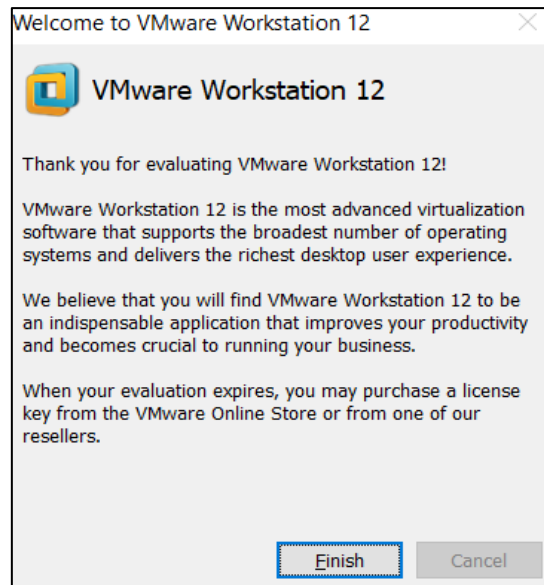 Welcome to VMware Workstation 12
VMware Workstation 12
Thank you for evaluating VMware Workstation 12!
VMware Workstation 12 is the most advanced virtualization
software that supports the broadest number of operating
systems and delivers the richest desktop user experience.
We believe that you will find VMware Workstation 12 to be
an indispensable application that improves your productivity
and becomes crucial to running your business.
When your evaluation expires, you may purchase a license
key from the VMware Online Store or from one of our
resellers.
Finish Cancel